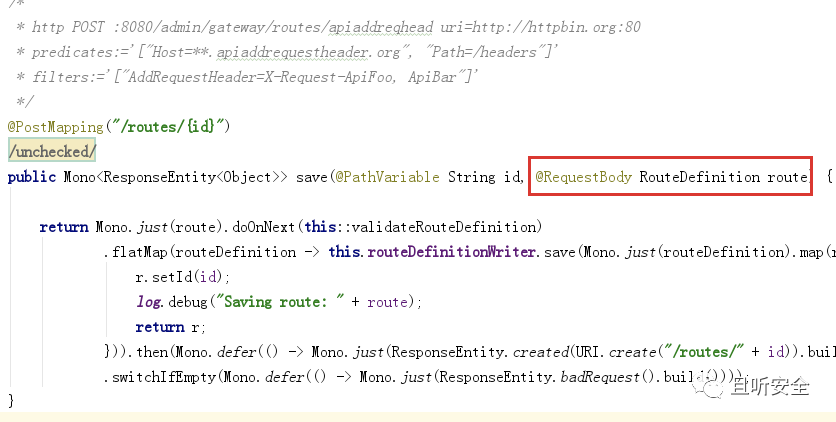 /*
* http POST :8080/admin/gateway/routes/apiaddreqhead uri=http://httpbin.org:80
* predicates:='["Host=**.apiaddrequestheader.org", "Path=/headers"]'
* filters:='["AddRequestHeader=X-Request-ApiFoo, ApiBar"]'
*/
@PostMapping("/routes/{id}")
/unchecked/
public Mono<ResponseEntity<Object>> save(@PathVariable String id, @RequestBody RouteDefinition route) {
return Mono.just(route).doOnNext(this::validateRouteDefinition)
.flatMap(routeDefinition -> this.routeDefinitionWriter.save(Mono.just(routeDefinition).map(r
r.setId(id);
log.debug("Saving route: " + route);
return r;
})).then(Mono.defer(() -> Mono.just(ResponseEntity.created(URI.create("/routes/" + id)).buil
.switchIfEmpty(Mono.defer(() -> Mono.just(ResponseEntity.badRequest().build())));
}
且听安全